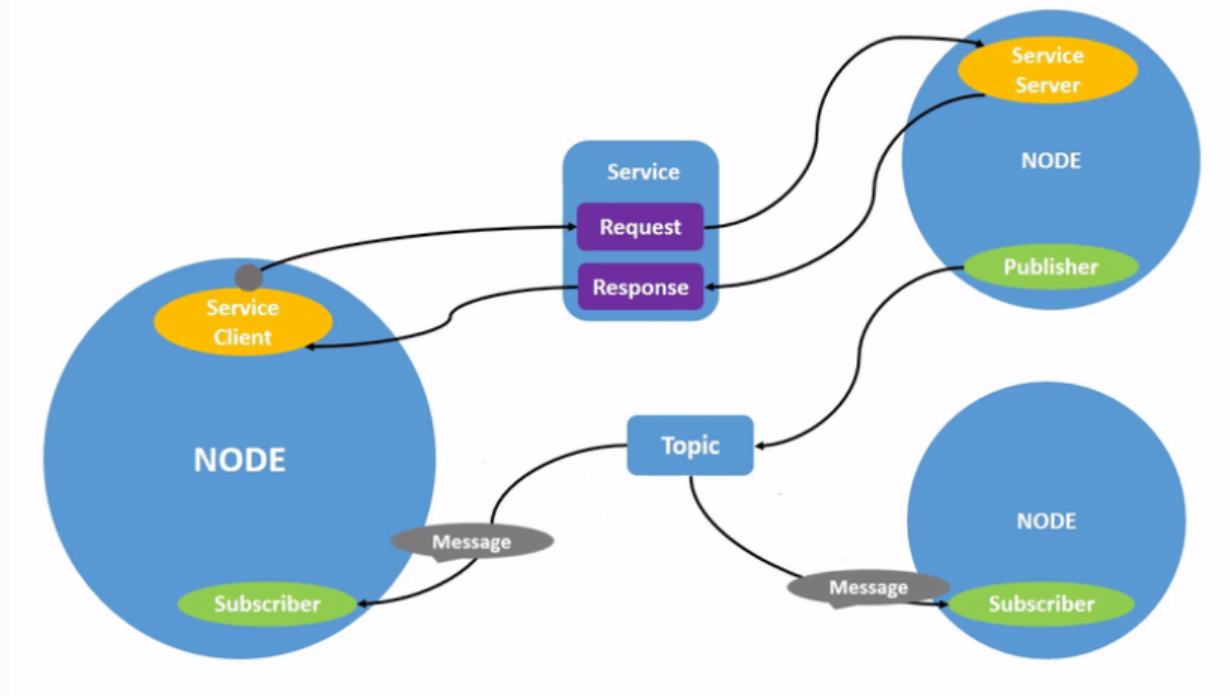 Service
Server
NODE
Publisher
Service
Request
Response
Service
Client
NODE
Subscriber
Topic
Message
Message
NODE
Subscriber